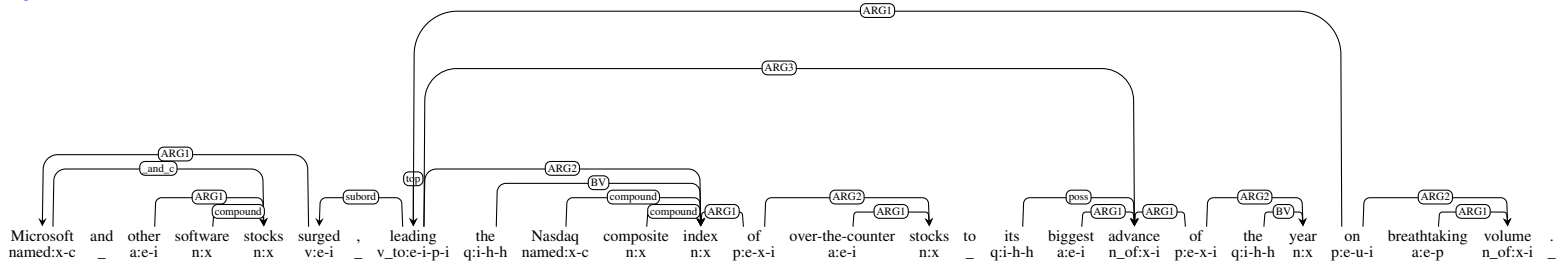 ARG1
ARG3
ARG1
_and_c ARG2
top BV
ARG1 subord compound ARG2 poss ARG2 ARG2
compound compound ARG1 ARG1 ARG1 ARG1 BV ARG1
Microsoft and other software stocks surged , leading the Nasdaq composite index of over-the-counter stocks to its biggest advance of the year on breathtaking volume .
named:x-c _ a:e-i n:x n:x v:e-i _ v_to:e-i-p-i q:i-h-h named:x-c n:x n:x p:e-x-i a:e-i n:x _ q:i-h-h a:e-i n_of:x-i p:e-x-i q:i-h-h n:x p:e-u-i a:e-p n_of:x-i _